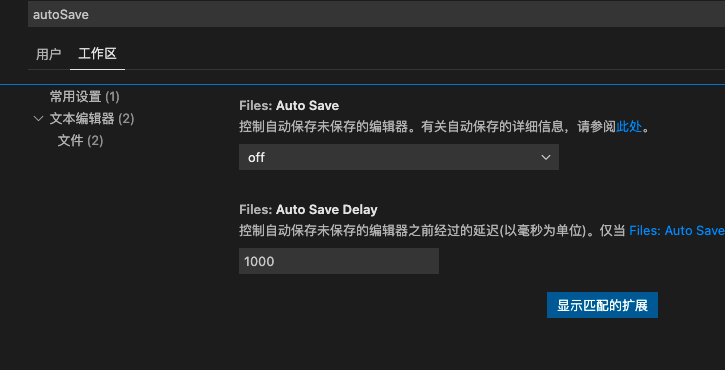 autoSave
用户 工作区
常用设置 (1)
文本编辑器 (2)
文件 (2)
Files: Auto Save
控制自动保存未保存的编辑器。有关自动保存的详细信息，请参阅此处。
off
Files: Auto Save Delay
控制自动保存未保存的编辑器之前经过的延迟(以毫秒为单位)。仅当 Files: Auto Save
1000
显示匹配的扩展